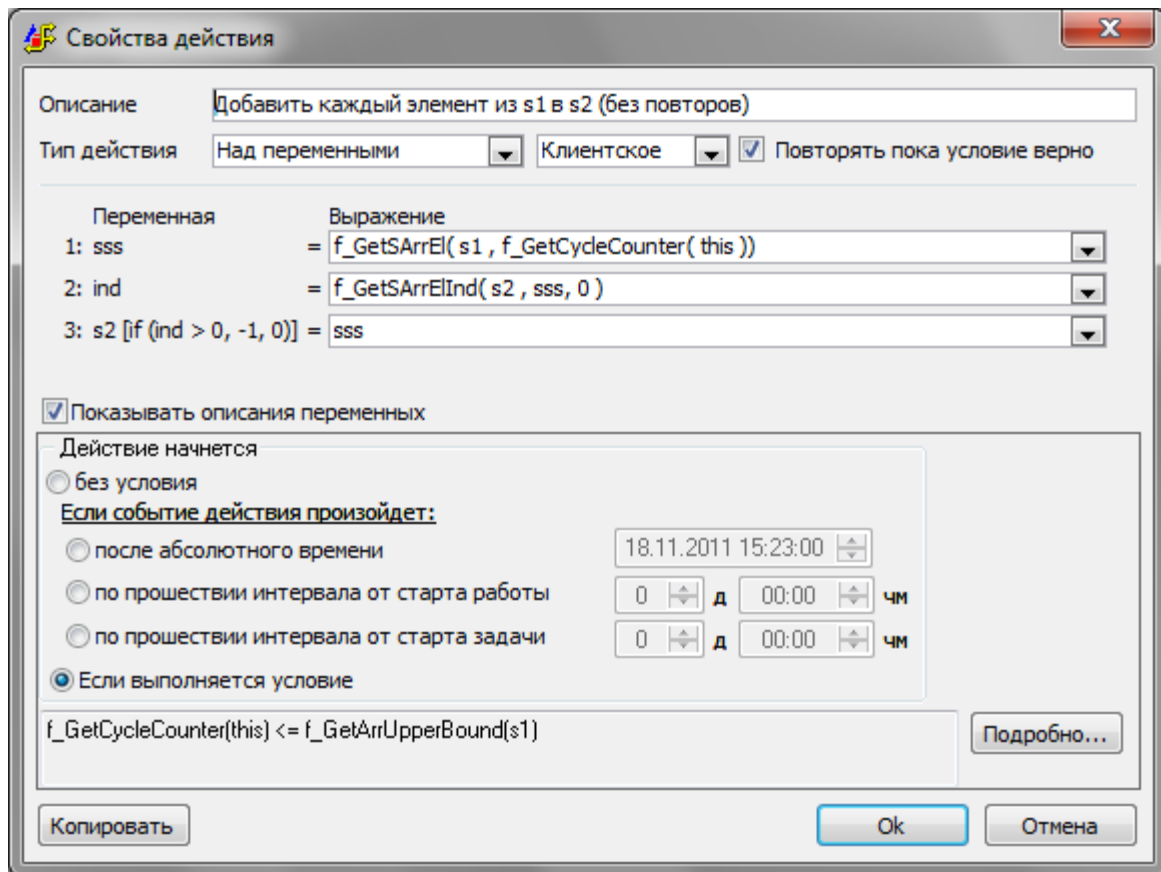 Свойства действия
Описание Добавить каждый элемент из s1 в s2 (без повторов)
Тип действия Над переменными Клиентское Повторять пока условие верно
Переменная Выражение
1: sss = f_GetSArrEl( s1 , f_GetCycleCounter( this ))
2: ind = f_GetSArrElInd( s2 , sss, 0 )
3: s2 [if (ind > 0, -1, 0)] = sss
Показывать описания переменных
Действие начнется
без условия
Если событие действия произойдет:
после абсолютного времени 18.11.2011 15:23:00
по прошествии интервала от старта работы 0 д 00:00 чм
по прошествии интервала от старта задачи 0 д 00:00 чм
Если выполняется условие
f_GetCycleCounter(this) <= f_GetArrUpperBound(s1)
Подробно...
Копировать Ok Отмена